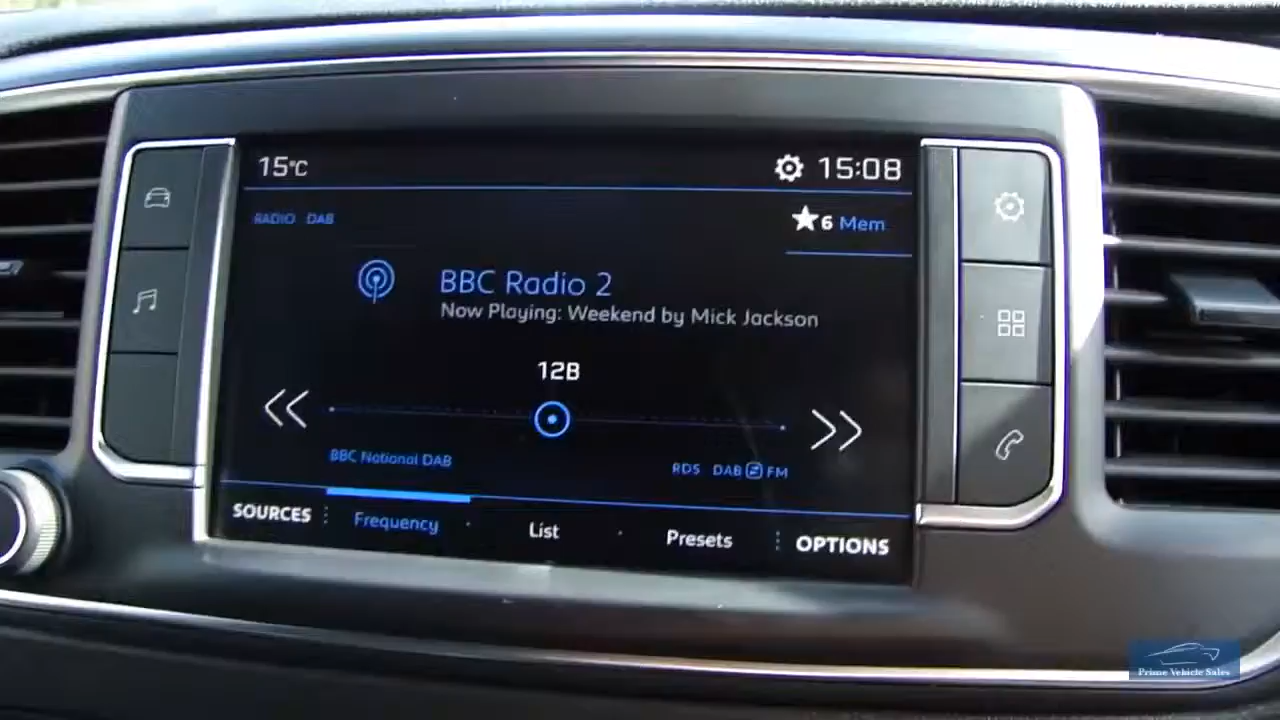 15°C 15:08
RADIO DAB
6 Mem
BBC Radio 2
Now Playing: Weekend by Mick Jackson
12B
BBC National DAB
RDS DAB FM
SOURCES Frequency List Presets OPTIONS
Prime Vehicle Sales